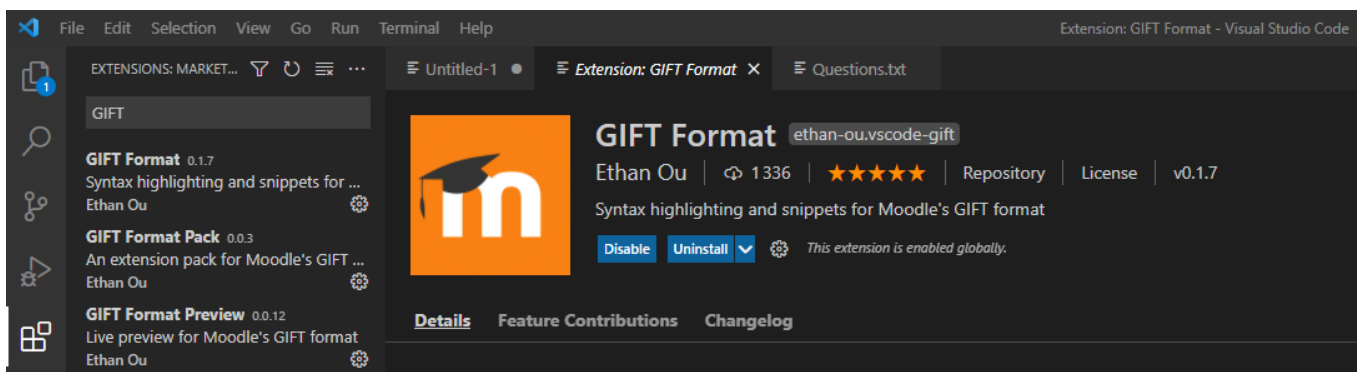 File Edit Selection View Go Run Terminal Help
Extension: GIFT Format - Visual Studio Code
EXTENSIONS: MARKET...
Untitled-1
Extension: GIFT Format
Questions.txt
1
GIFT
GIFT Format 0.1.7
Syntax highlighting and snippets for ...
Ethan Ou
GIFT Format Pack 0.0.3
An extension pack for Moodle's GIFT ...
Ethan Ou
GIFT Format Preview 0.0.12
Live preview for Moodle's GIFT format
Ethan Ou
m
GIFT Format ethan-ou.vscode-gift
Ethan Ou 1336 Repository License v0.1.7
Syntax highlighting and snippets for Moodle's GIFT format
Disable Uninstall This extension is enabled globally.
Details Feature Contributions Changelog